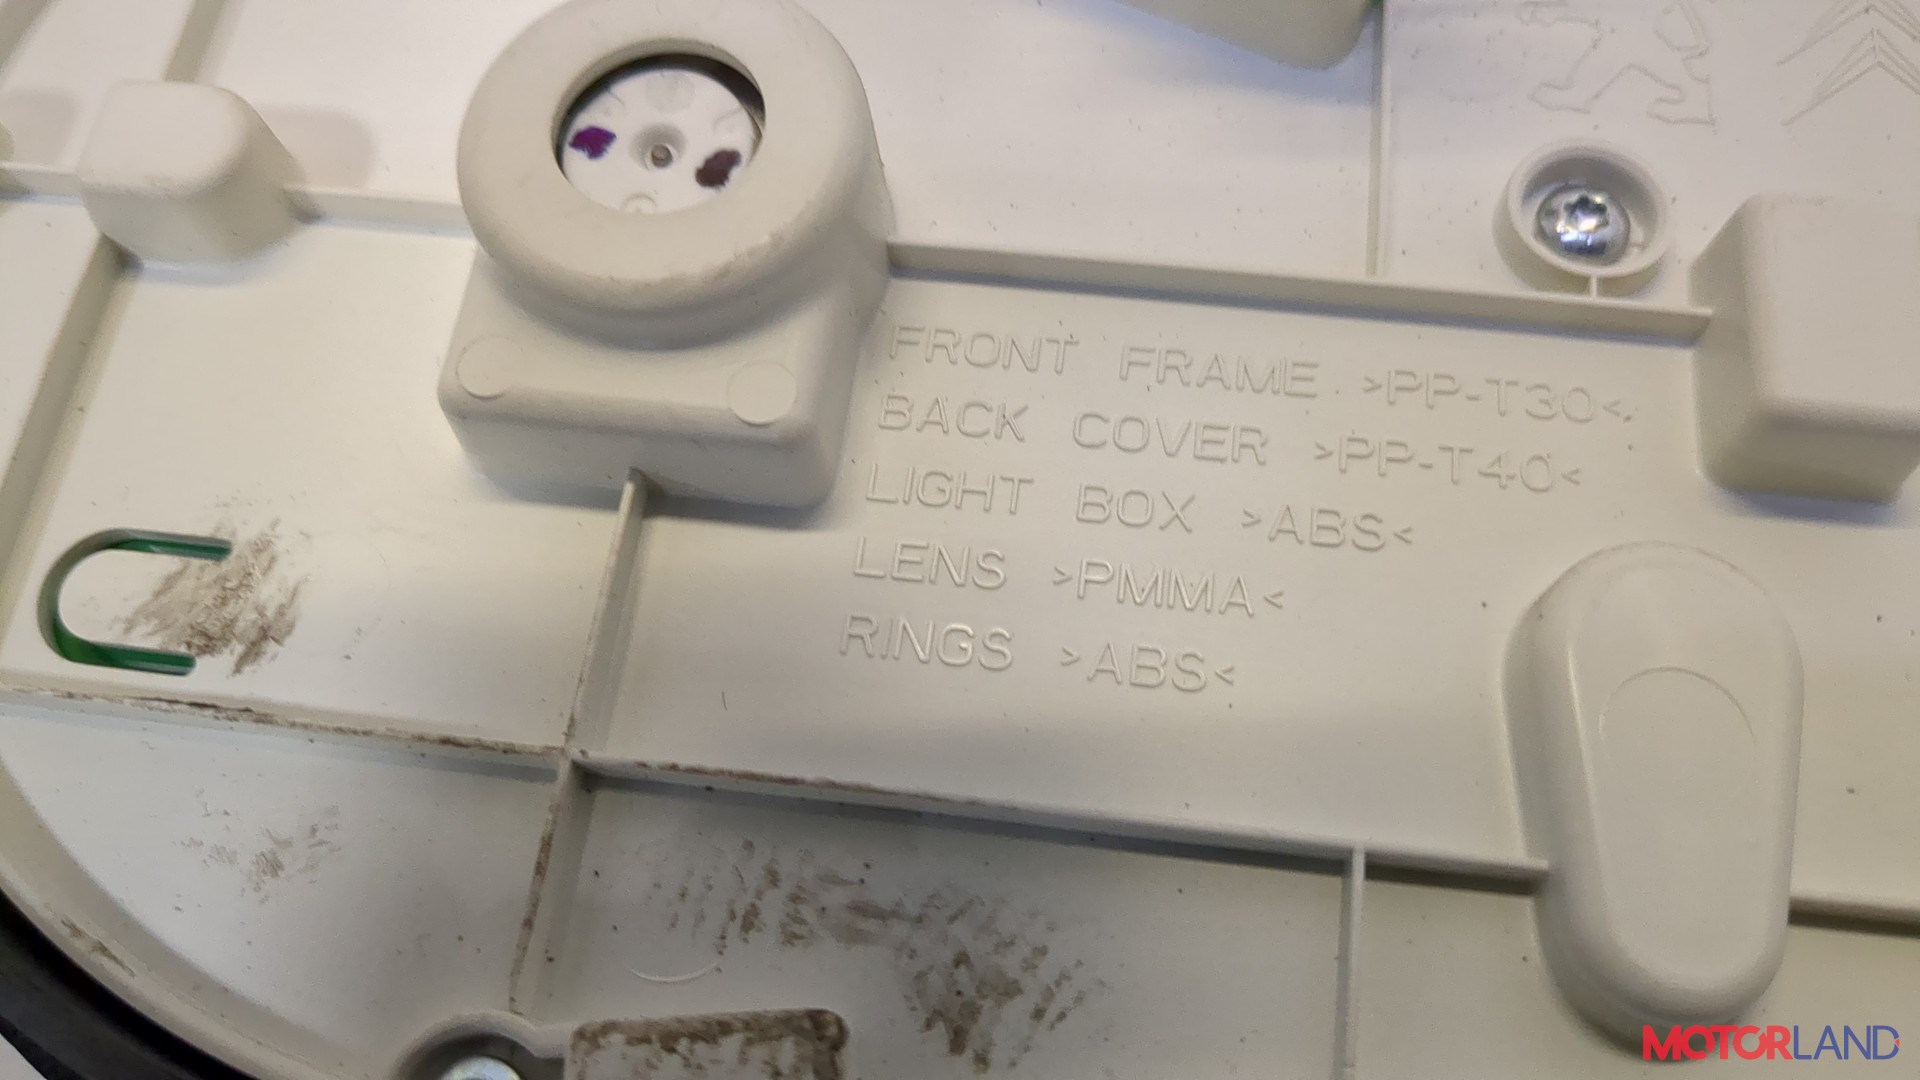 FRONT FRAME >PP-T30<
BACK COVER >PP-T40<
LIGHT BOX >ABS<
LENS >PMMA<
RINGS >ABS<
MOTORLAND